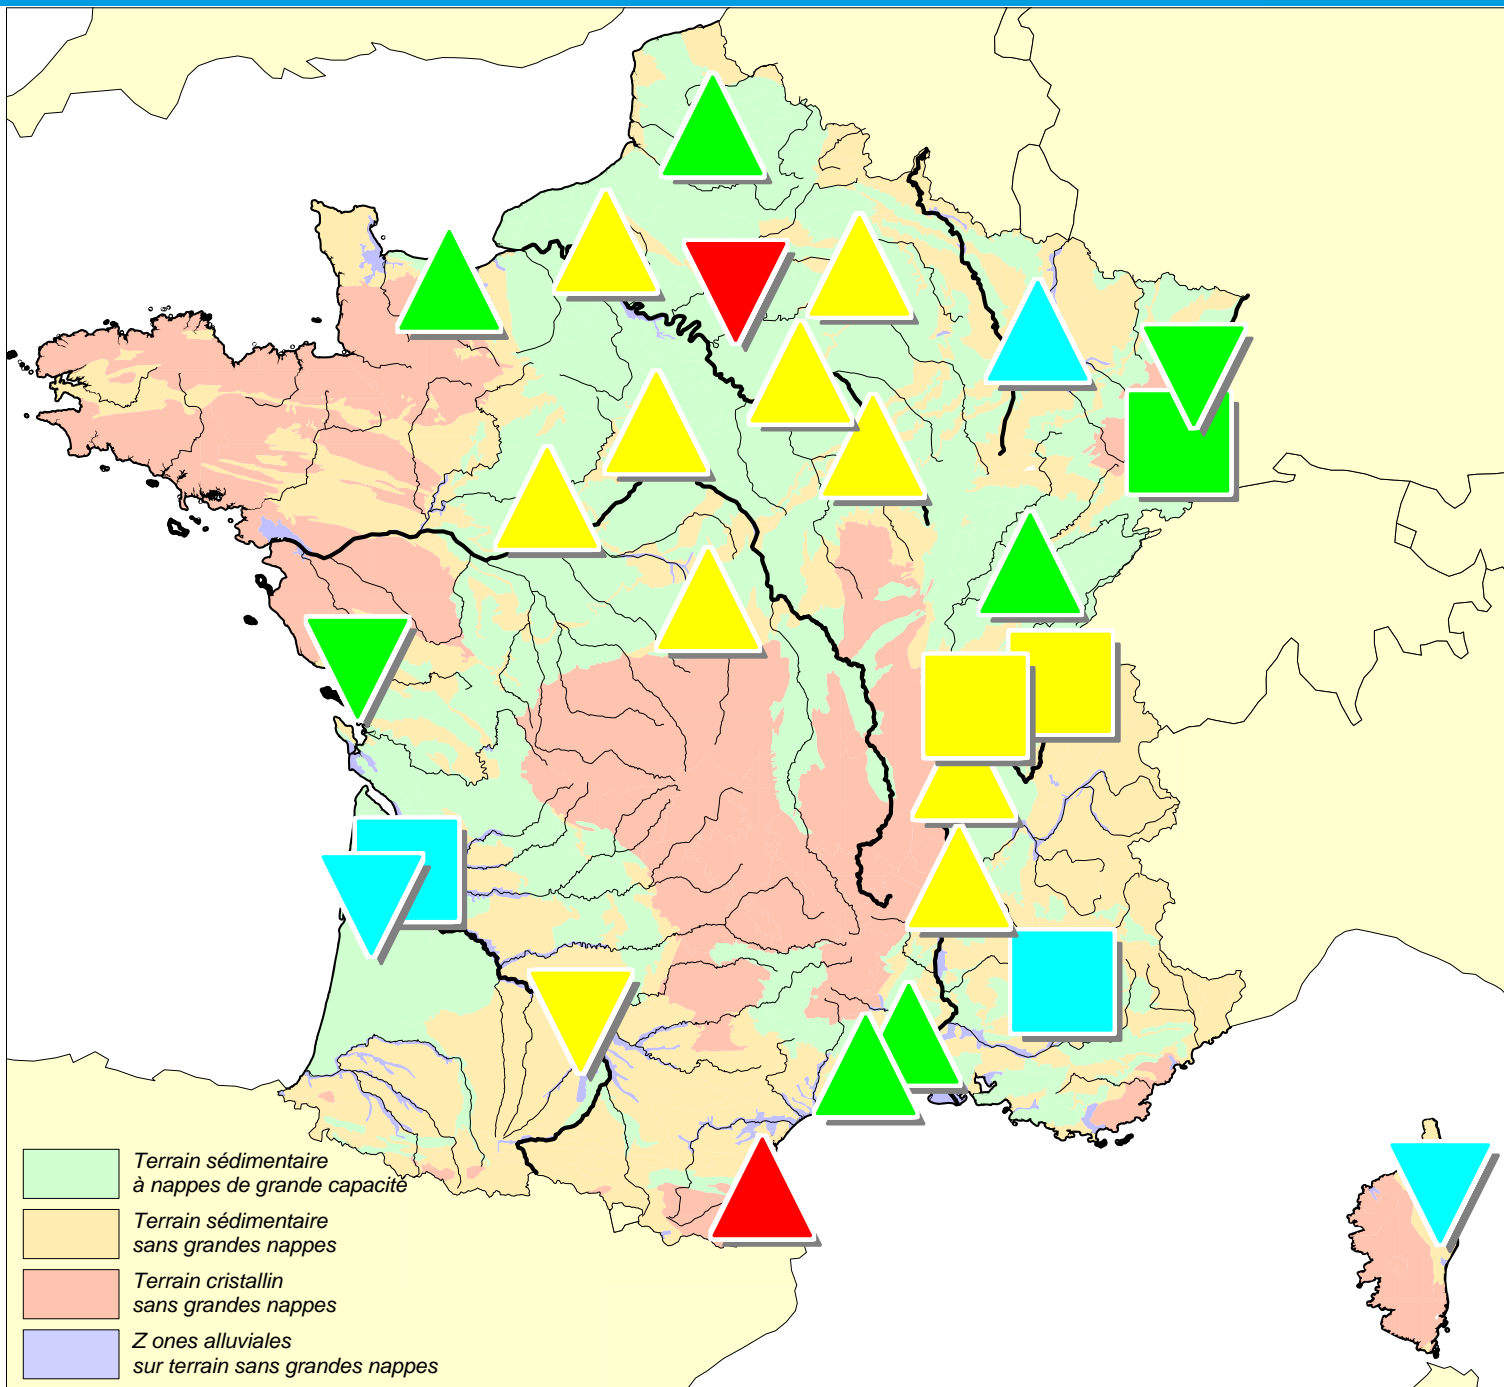 Terrain sédimentaire
à nappes de grande capacité
Terrain sédimentaire
sans grandes nappes
Terrain cristallin
sans grandes nappes
Z ones alluviales
sur terrain sans grandes nappes